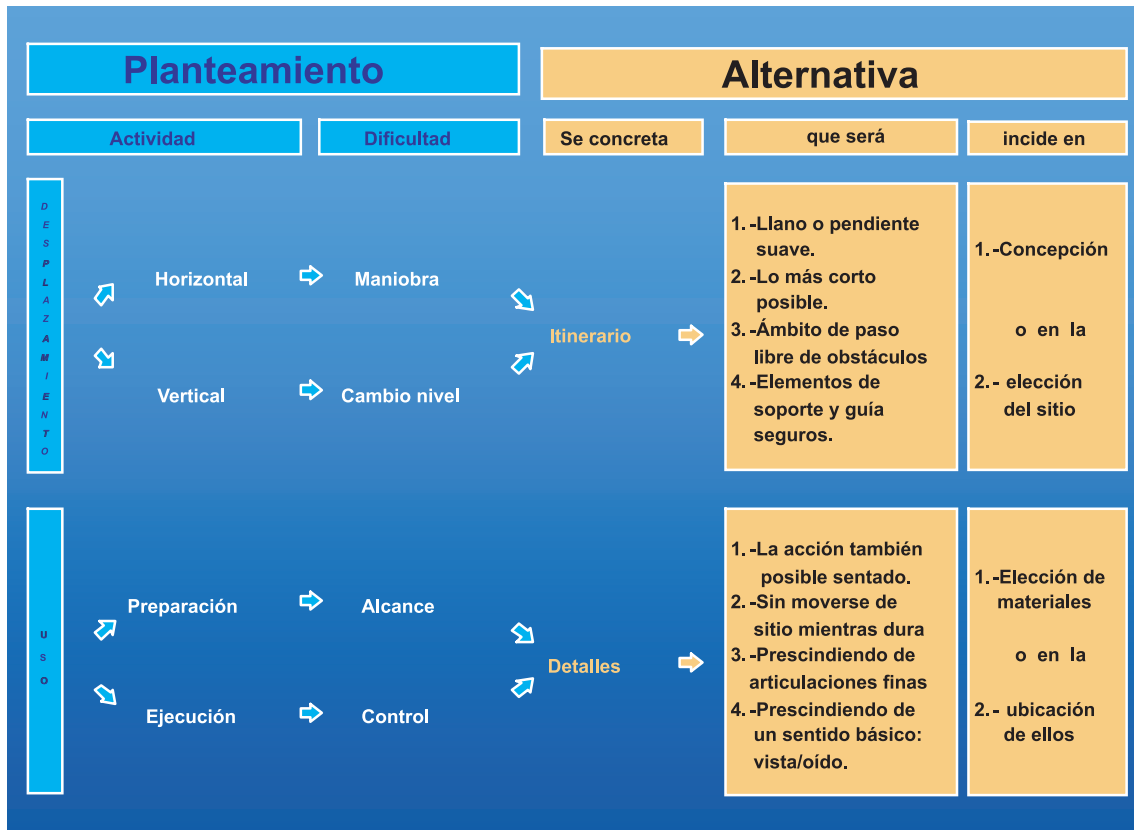 Planteamiento
Alternativa
Actividad
Dificultad
Se concreta
que será
incide en
DESPLAZAMIENTO
Horizontal
Maniobra
Vertical
Cambio nivel
Itinerario
1.-Llano o pendiente
suave.
2.-Lo más corto
posible.
3.-Ámbito de paso
libre de obstáculos
4.-Elementos de
soporte y guía
seguros.
1.-Concepción
o en la
2.- elección
del sitio
USO
Preparación
Alcance
Ejecución
Control
Detalles
1.-La acción también
posible sentado.
2.-Sin moverse de
sitio mientras dura
3.-Prescindiendo de
articulaciones finas
4.-Prescindiendo de
un sentido básico:
vista/oído.
1.-Elección de
materiales
o en la
2.- ubicación
de ellos